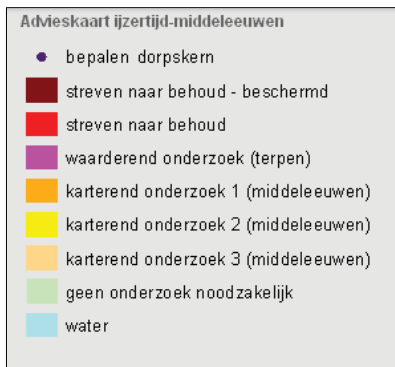 Advieskaart ijzertijd-middeleeuwen
bepalen dorpskern
streven naar behoud - beschermd
streven naar behoud
waarderend onderzoek (terpen)
karterend onderzoek 1 (middeleeuwen)
karterend onderzoek 2 (middeleeuwen)
karterend onderzoek 3 (middeleeuwen)
geen onderzoek noodzakelijk
water